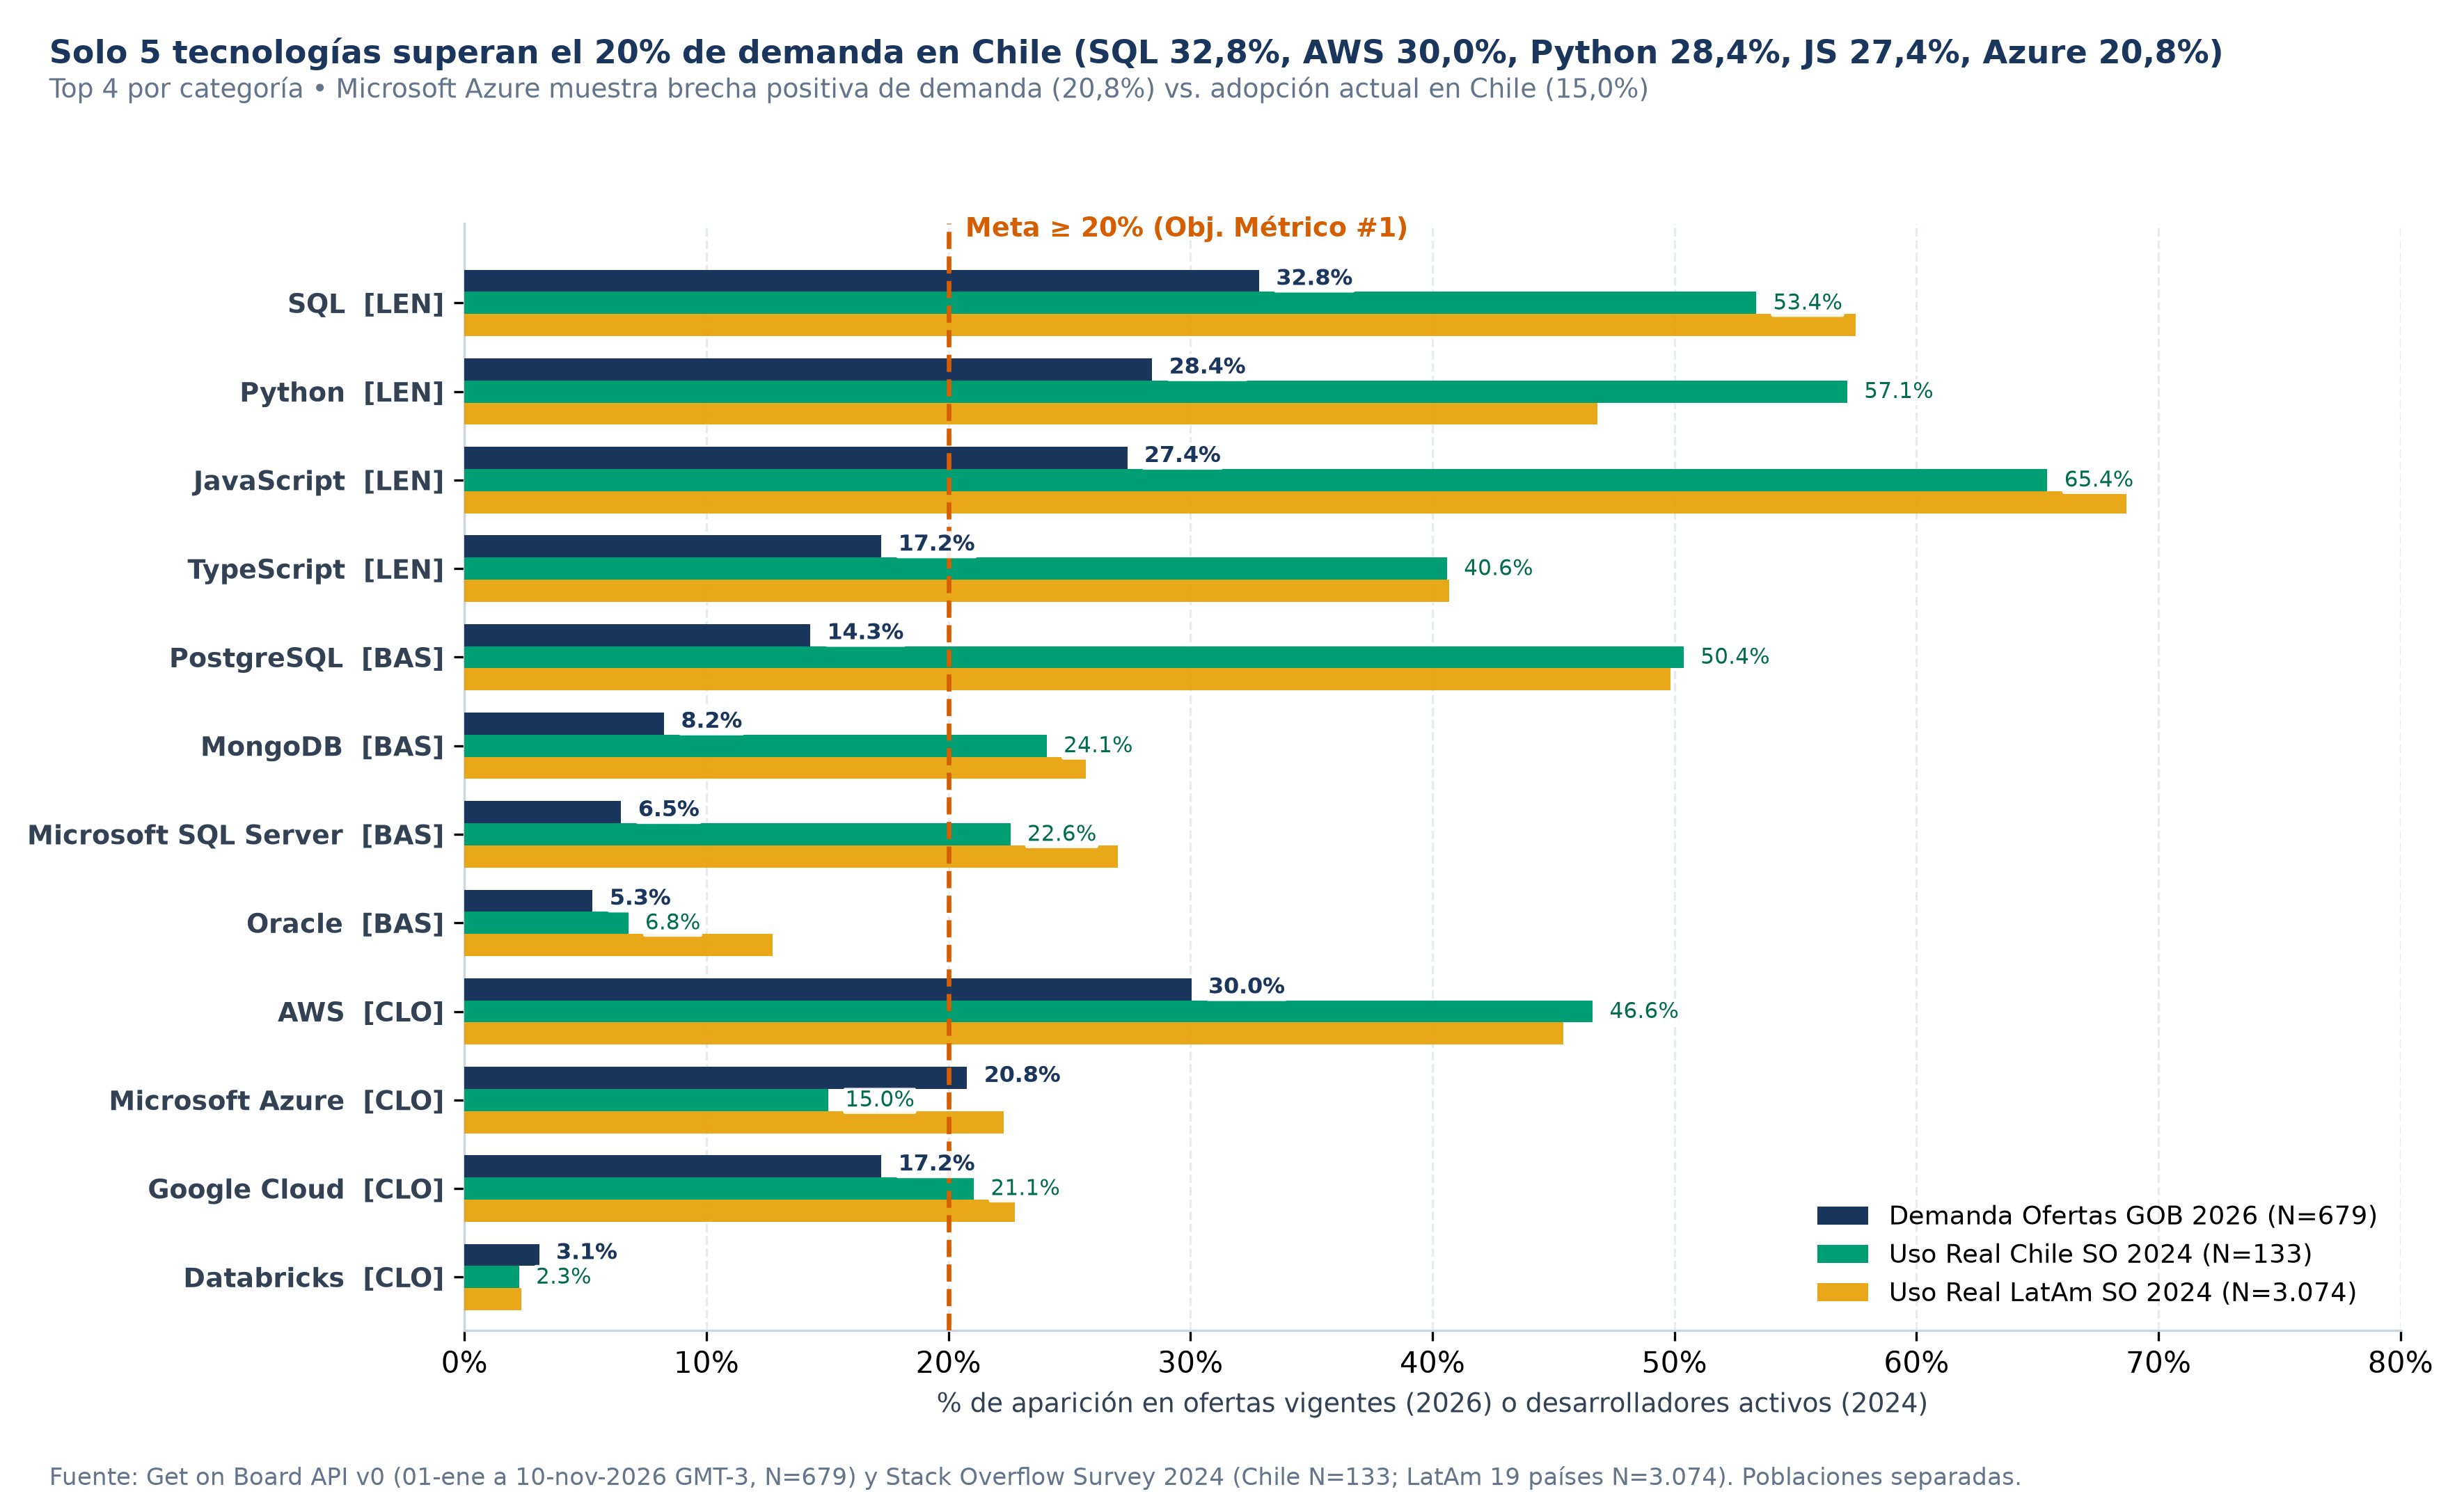 Solo 5 tecnologías superan el 20% de demanda en Chile (SQL 32,8%, AWS 30,0%, Python 28,4%, JS 27,4%, Azure 20,8%)
Top 4 por categoría • Microsoft Azure muestra brecha positiva de demanda (20,8%) vs. adopción actual en Chile (15,0%)
Meta ≥ 20% (Obj. Métrico #1)
SQL [LEN]
32.8%
53.4%
Python [LEN]
28.4%
57.1%
JavaScript [LEN]
27.4%
65.4%
TypeScript [LEN]
17.2%
40.6%
PostgreSQL [BAS]
14.3%
50.4%
MongoDB [BAS]
8.2%
24.1%
Microsoft SQL Server [BAS]
6.5%
22.6%
Oracle [BAS]
5.3%
6.8%
AWS [CLO]
30.0%
46.6%
Microsoft Azure [CLO]
20.8%
15.0%
Google Cloud [CLO]
17.2%
21.1%
Databricks [CLO]
3.1%
2.3%
Demanda Ofertas GOB 2026 (N=679)
Uso Real Chile SO 2024 (N=133)
Uso Real LatAm SO 2024 (N=3.074)
0% 10% 20% 30% 40% 50% 60% 70% 80%
% de aparición en ofertas vigentes (2026) o desarrolladores activos (2024)
Fuente: Get on Board API v0 (01-ene a 10-nov-2026 GMT-3, N=679) y Stack Overflow Survey 2024 (Chile N=133; LatAm 19 países N=3.074). Poblaciones separadas.